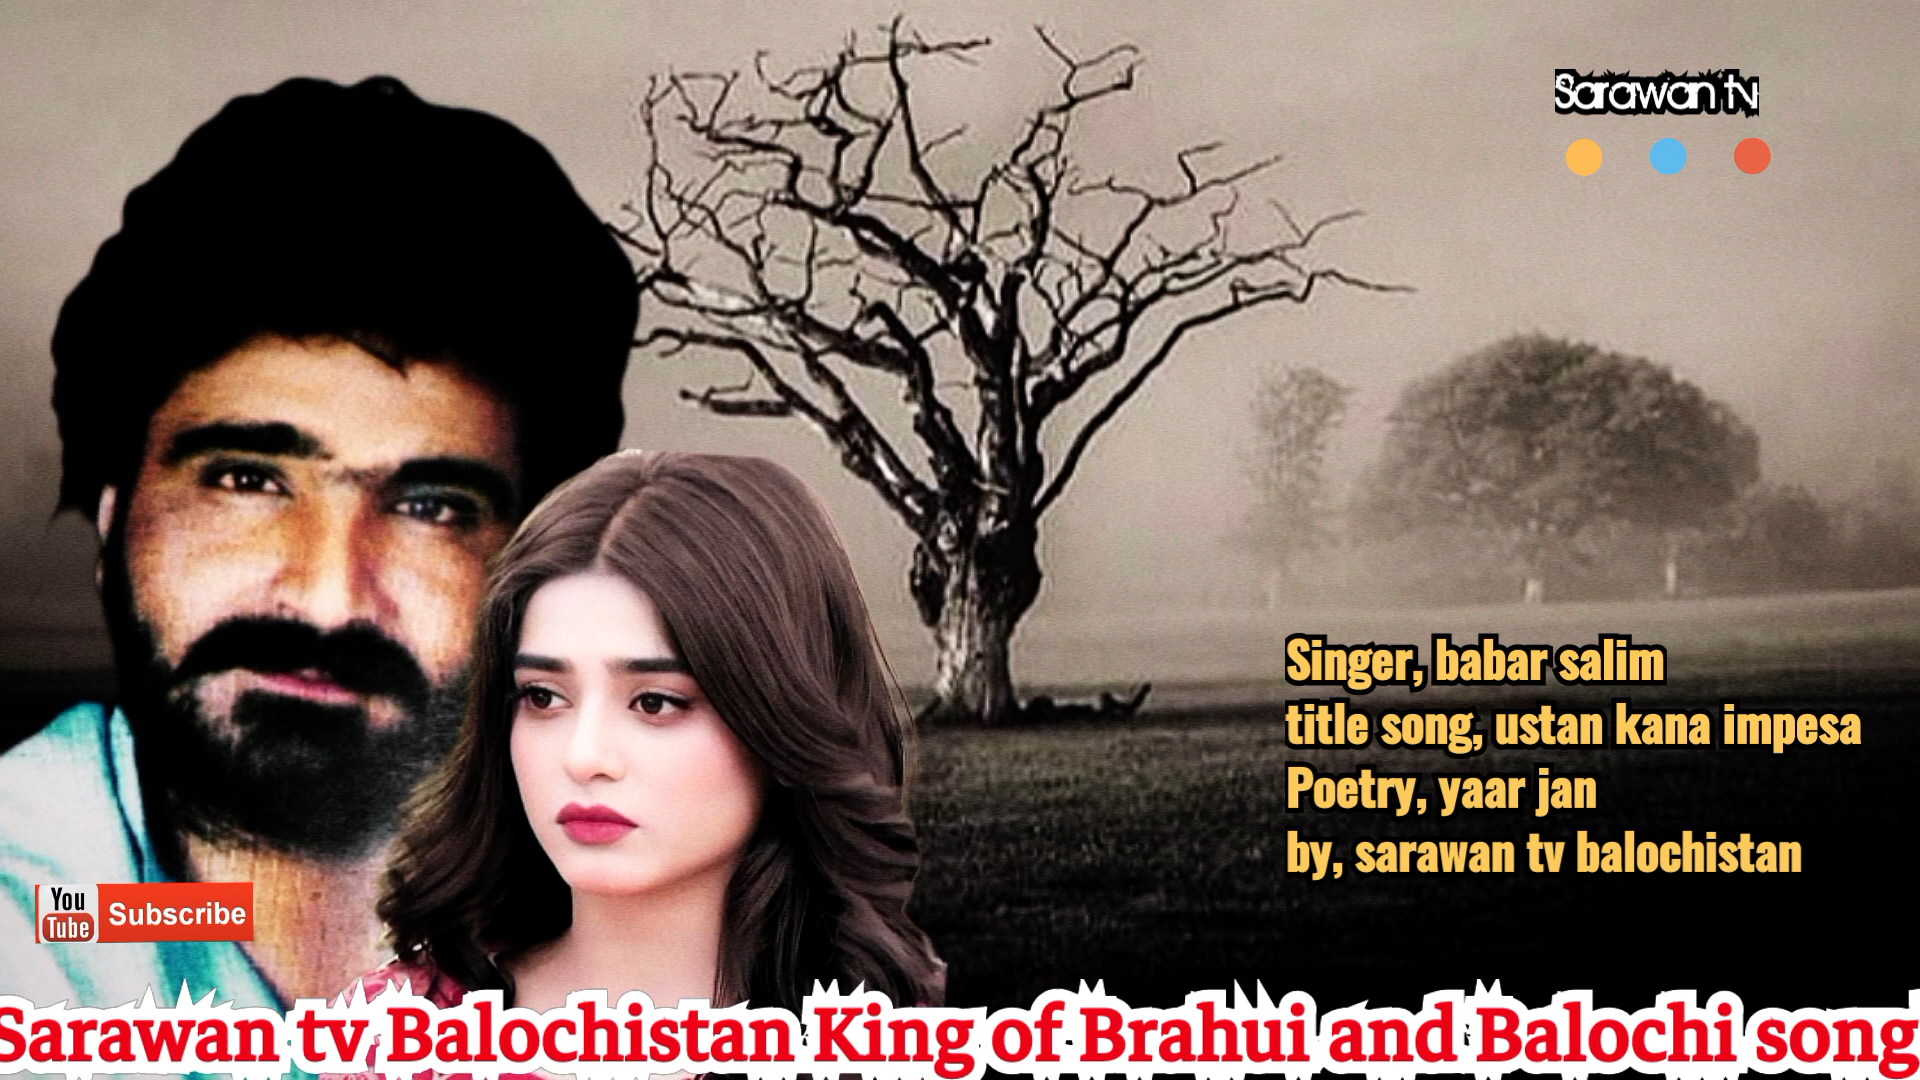 Sarawan tv
Singer, babar salim
title song, ustan kana impesa
Poetry, yaar jan
by, sarawan tv balochistan
You
Tube
Subscribe
Sarawan tv Balochistan King of Brahui and Balochi song